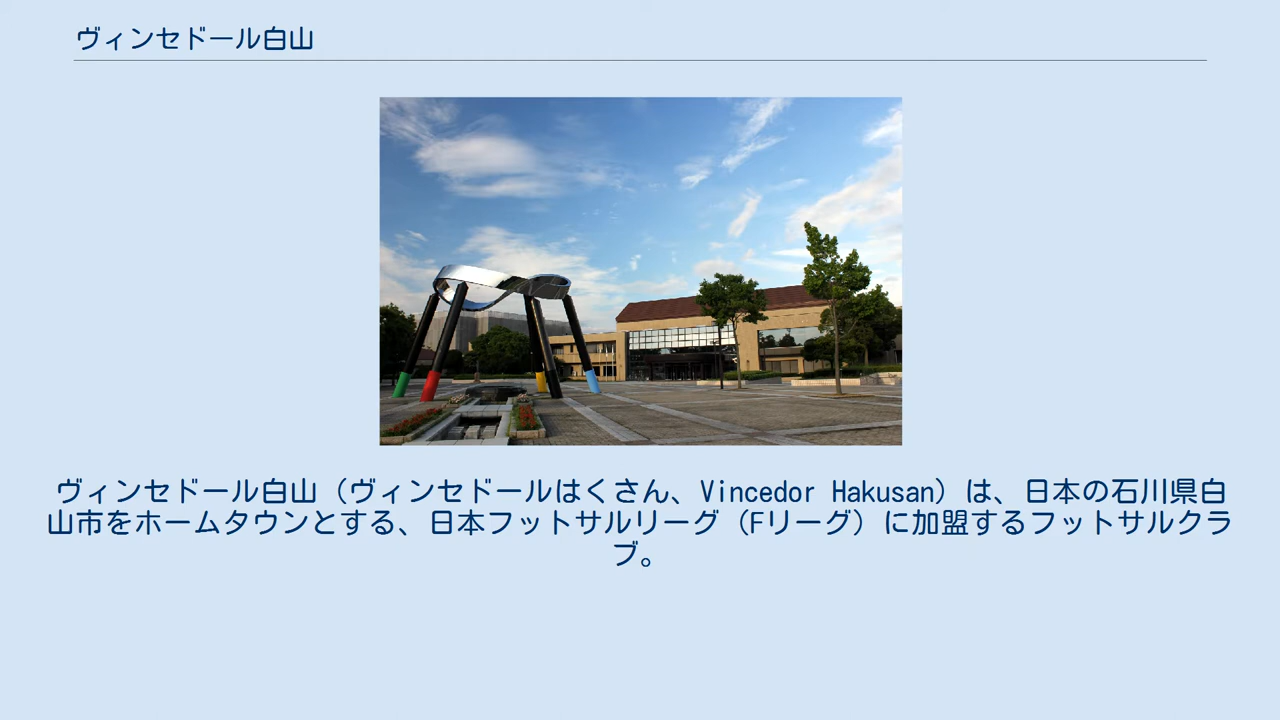 ヴィンセドール白山
ヴィンセドール白山（ヴィンセドールはくさん、Vincedor Hakusan）は、日本の石川県白
山市をホームタウンとする、日本フットサルリーグ（Fリーグ）に加盟するフットサルクラ
ブ。